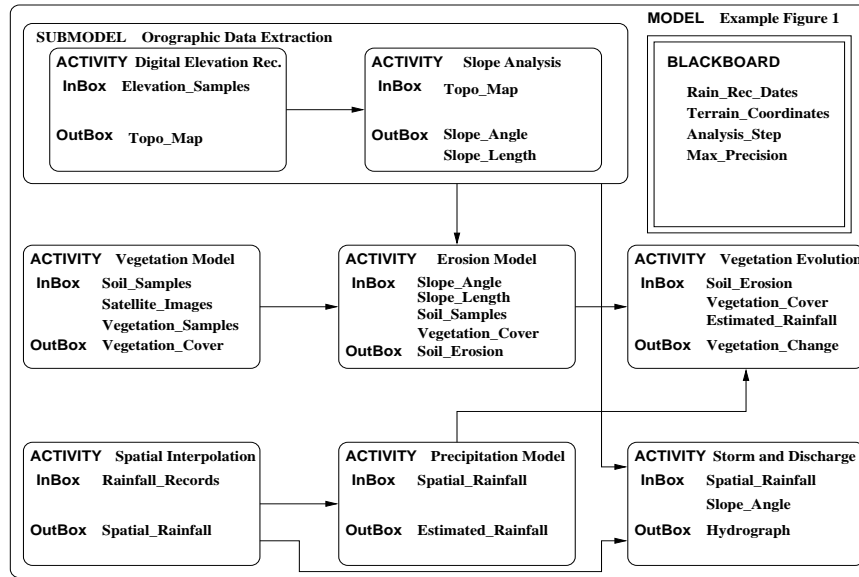 MODEL Example Figure 1
SUBMODEL Orographic Data Extraction
ACTIVITY Digital Elevation Rec.
InBox Elevation_Samples
OutBox Topo_Map
ACTIVITY Slope Analysis
InBox Topo_Map
OutBox Slope_Angle
Slope_Length
BLACKBOARD
Rain_Rec_Dates
Terrain_Coordinates
Analysis_Step
Max_Precision
ACTIVITY Vegetation Model
InBox Soil_Samples
Satellite_Images
Vegetation_Samples
OutBox Vegetation_Cover
ACTIVITY Erosion Model
InBox Slope_Angle
Slope_Length
Soil_Samples
Vegetation_Cover
OutBox Soil_Erosion
ACTIVITY Vegetation Evolution
InBox Soil_Erosion
Vegetation_Cover
Estimated_Rainfall
OutBox Vegetation_Change
ACTIVITY Spatial Interpolation
InBox Rainfall_Records
OutBox Spatial_Rainfall
ACTIVITY Precipitation Model
InBox Spatial_Rainfall
OutBox Estimated_Rainfall
ACTIVITY Storm and Discharge
InBox Spatial_Rainfall
Slope_Angle
OutBox Hydrograph